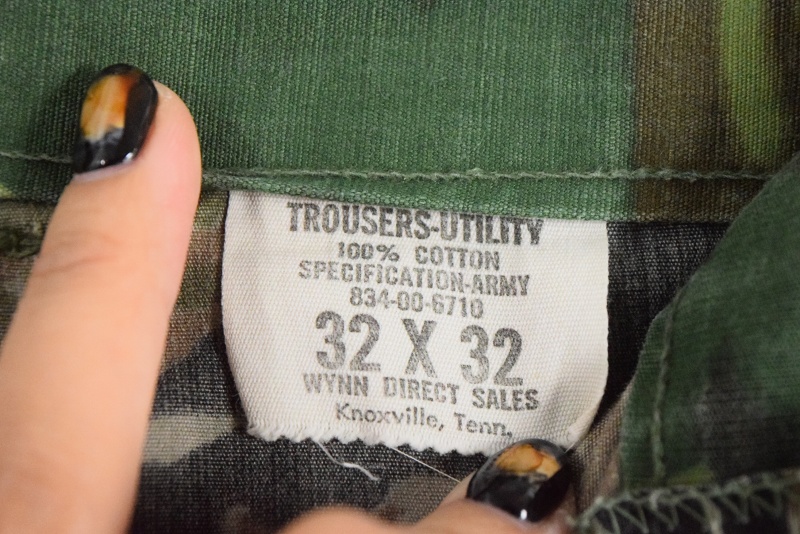 TROUSERS-UTILITY
100% COTTON
SPECIFICATION-ARMY
834-00-6710
32 X 32
WYNN DIRECT SALES
Knoxville, Tenn.